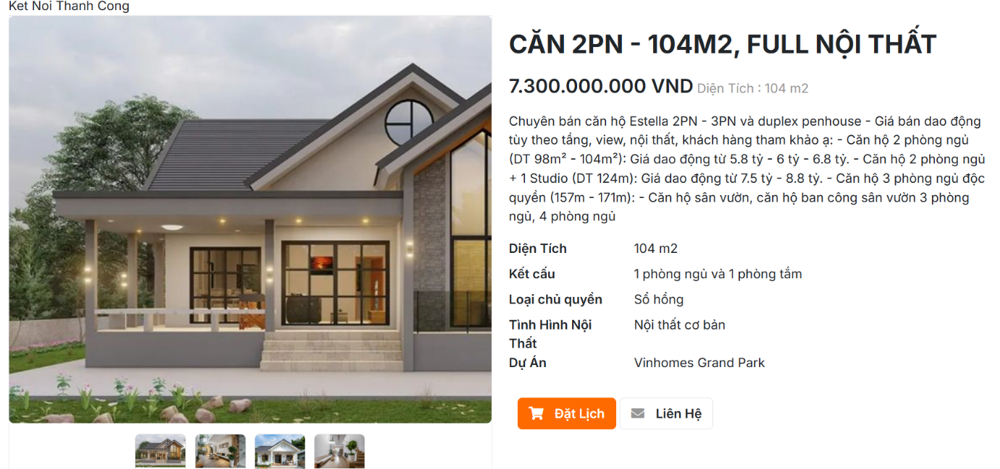 Ket Noi Thanh Cong
CĂN 2PN - 104M2, FULL NỘI THẤT
7.300.000.000 VND Diện Tích : 104 m2
Chuyên bán căn hộ Estella 2PN - 3PN và duplex penhouse - Giá bán dao động
tùy theo tầng, view, nội thất, khách hàng tham khảo ạ: - Căn hộ 2 phòng ngủ
(DT 98m² - 104m²): Giá dao động từ 5.8 tỷ - 6 tỷ - 6.8 tỷ. - Căn hộ 2 phòng ngủ
+ 1 Studio (DT 124m): Giá dao động từ 7.5 tỷ - 8.8 tỷ. - Căn hộ 3 phòng ngủ độc
quyền (157m - 171m): - Căn hộ sân vườn, căn hộ ban công sân vườn 3 phòng
ngủ, 4 phòng ngủ
Diện Tích 104 m2
Kết cấu 1 phòng ngủ và 1 phòng tắm
Loại chủ quyền Sổ hồng
Tình Hình Nội Nội thất cơ bản
Thất
Dự Án Vinhomes Grand Park
Đặt Lịch Liên Hệ